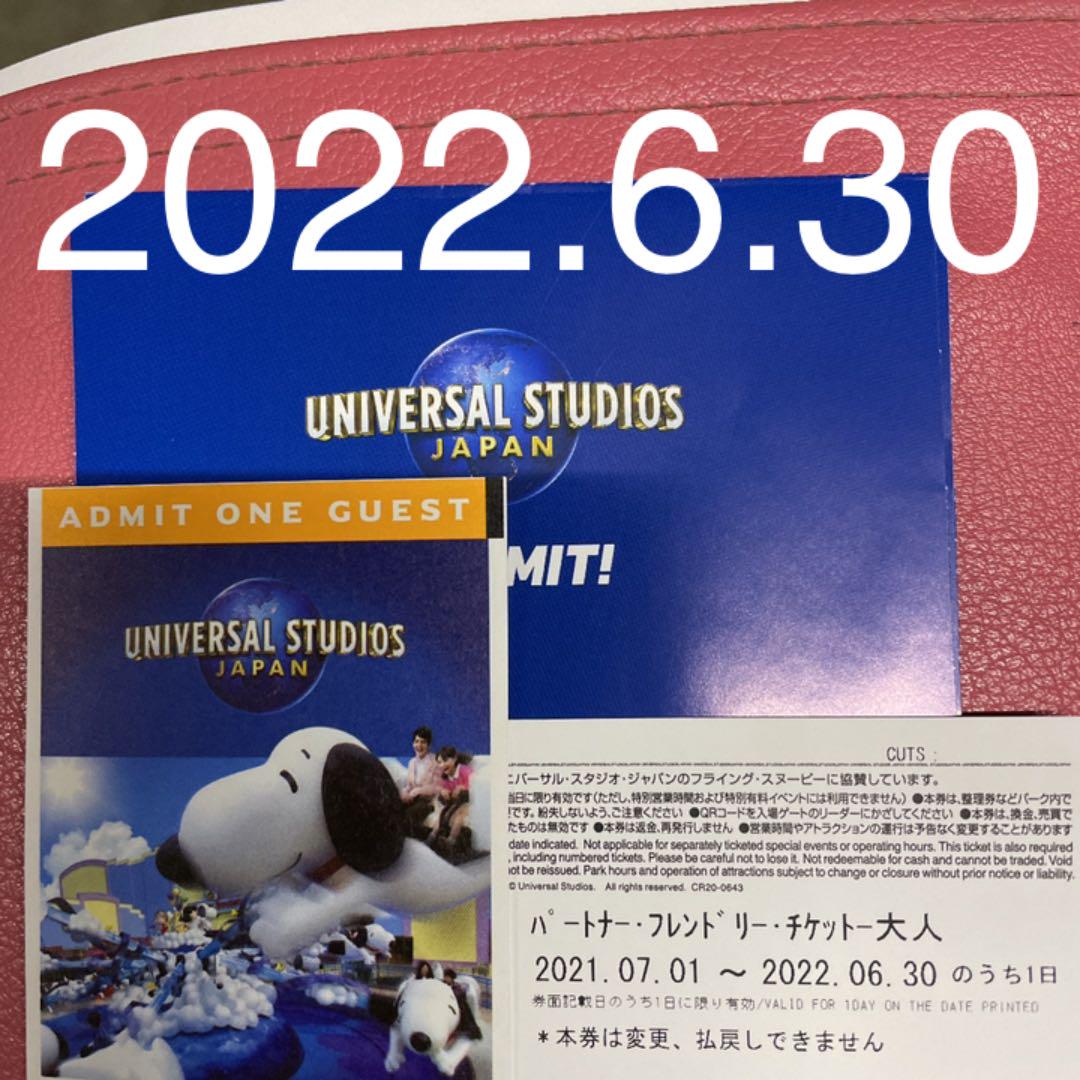 2022.6.30
UNIVERSAL STUDIOS
JAPAN
MIT!
ADMIT ONE GUEST
UNIVERSAL STUDIOS
JAPAN
CUTS :
バーサル・スタジオ・ジャパンのフライング・スヌーピーに協賛しています。
当日に限り有効です(ただし、特別営業時間および特別有料イベントには利用できません) ●本券は、整理券などパーク内で
です。紛失しないよう、ご注意ください ●QRコードを入場ゲートのリーダーにかざしてください ●本券は、換金、売買で
たものは無効です ●本券は返金、再発行しません ●営業時間やアトラクションの運行は予告なく変更することがあります
date indicated. Not applicable for separately ticketed special events or operating hours. This ticket is also required
, including numbered tickets. Please be careful not to lose it. Not redeemable for cash and cannot be traded. Void
not be reissued. Park hours and operation of attractions subject to change or closure without prior notice or liability.
© Universal Studios. All rights reserved. CR20-0643
パートナー・フレンドリー・チケットー大人
2021.07.01 ～ 2022.06.30 のうち1日
券面記載日のうち1日に限り有効/VALID FOR 1DAY ON THE DATE PRINTED
*本券は変更、払戻しできません